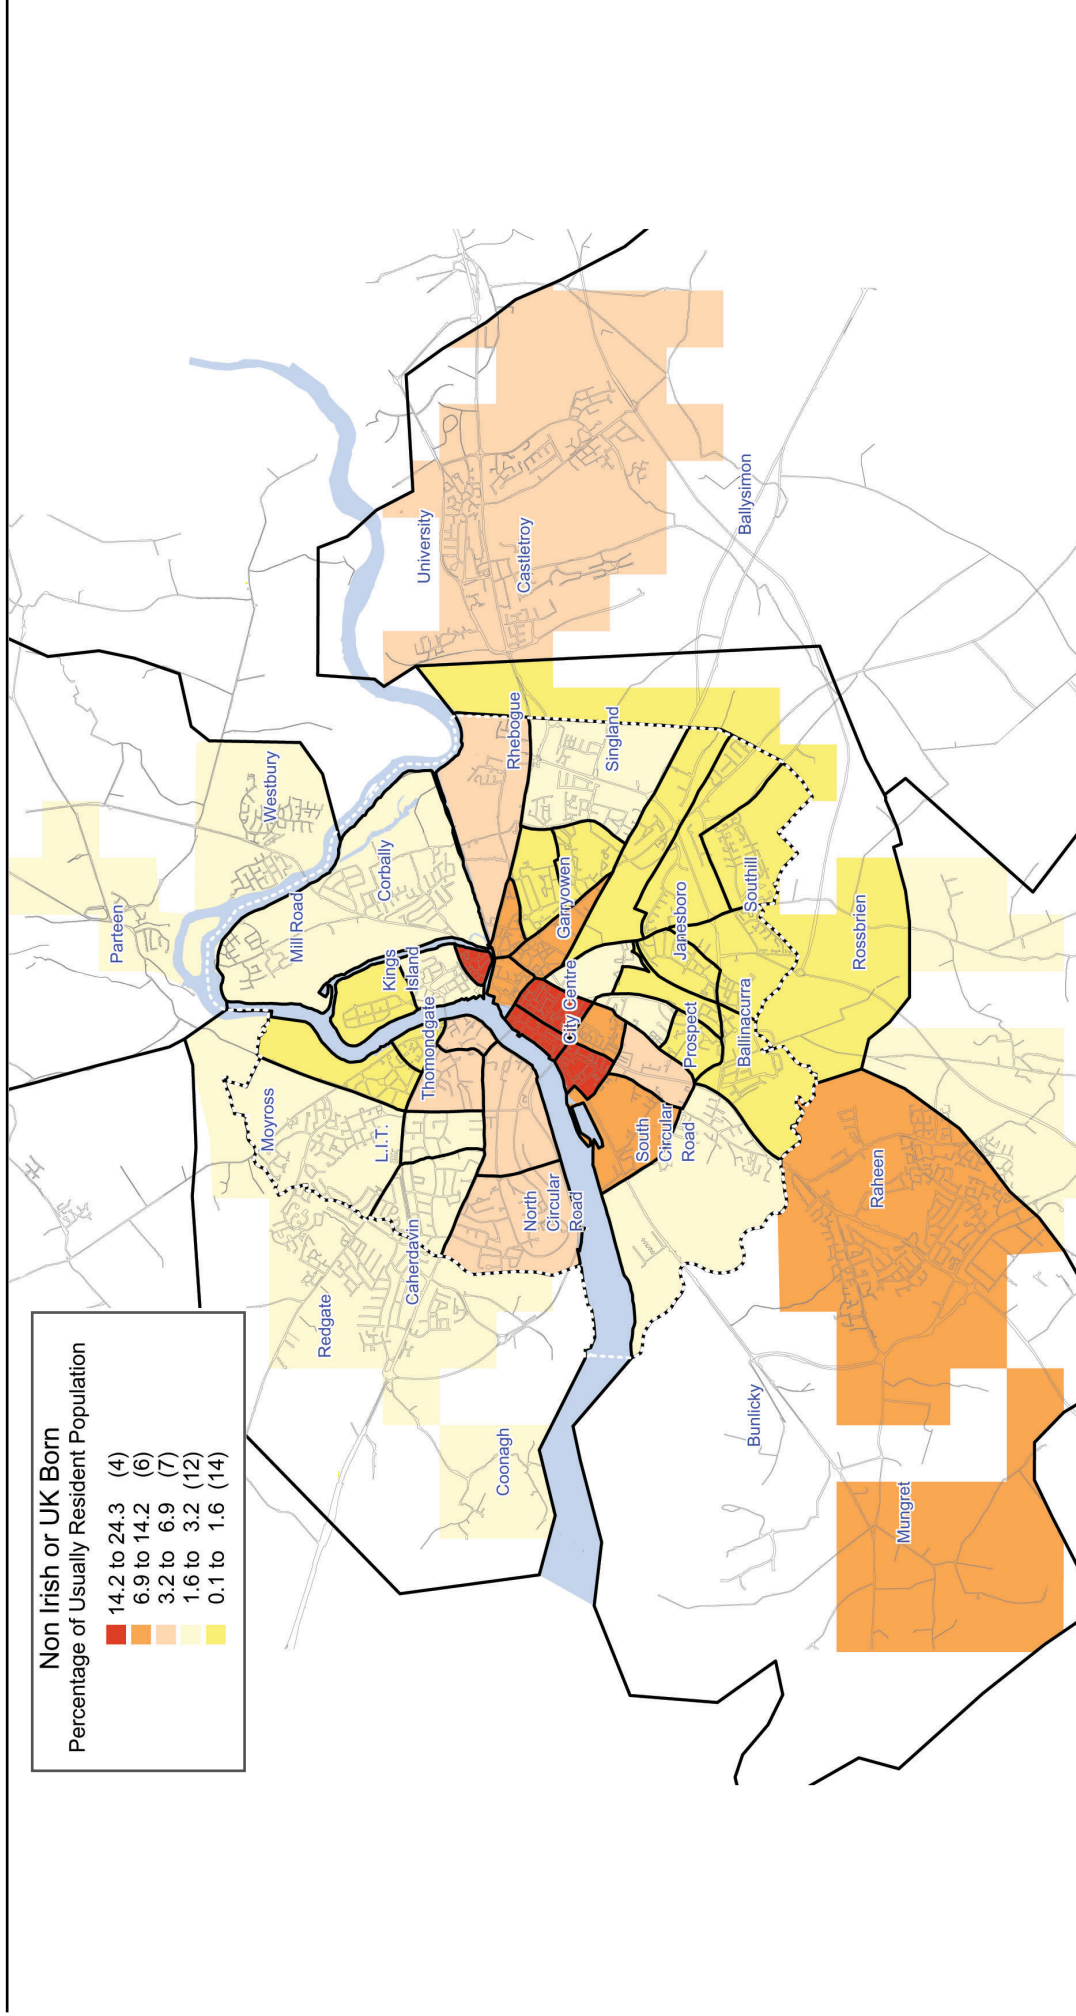 Non Irish or UK Born
Percentage of Usually Resident Population
14.2 to 24.3 (4)
6.9 to 14.2 (6)
3.2 to 6.9 (7)
1.6 to 3.2 (12)
0.1 to 1.6 (14)
Parteen
Westbury
Mill Road
Corbally
Moyross
Kings
Island
Redgate
L.I.T.
Thomondgate
Caherdavin
University
Castletroy
Rhebogue
Coonagh
North
Circular
Road
City Centre
Garryowen
Singland
South
Circular
Road
Prospect
Janesboro
Ballinacurra
Southill
Ballysimon
Bunlicky
Rossbrien
Raheen
Mungret